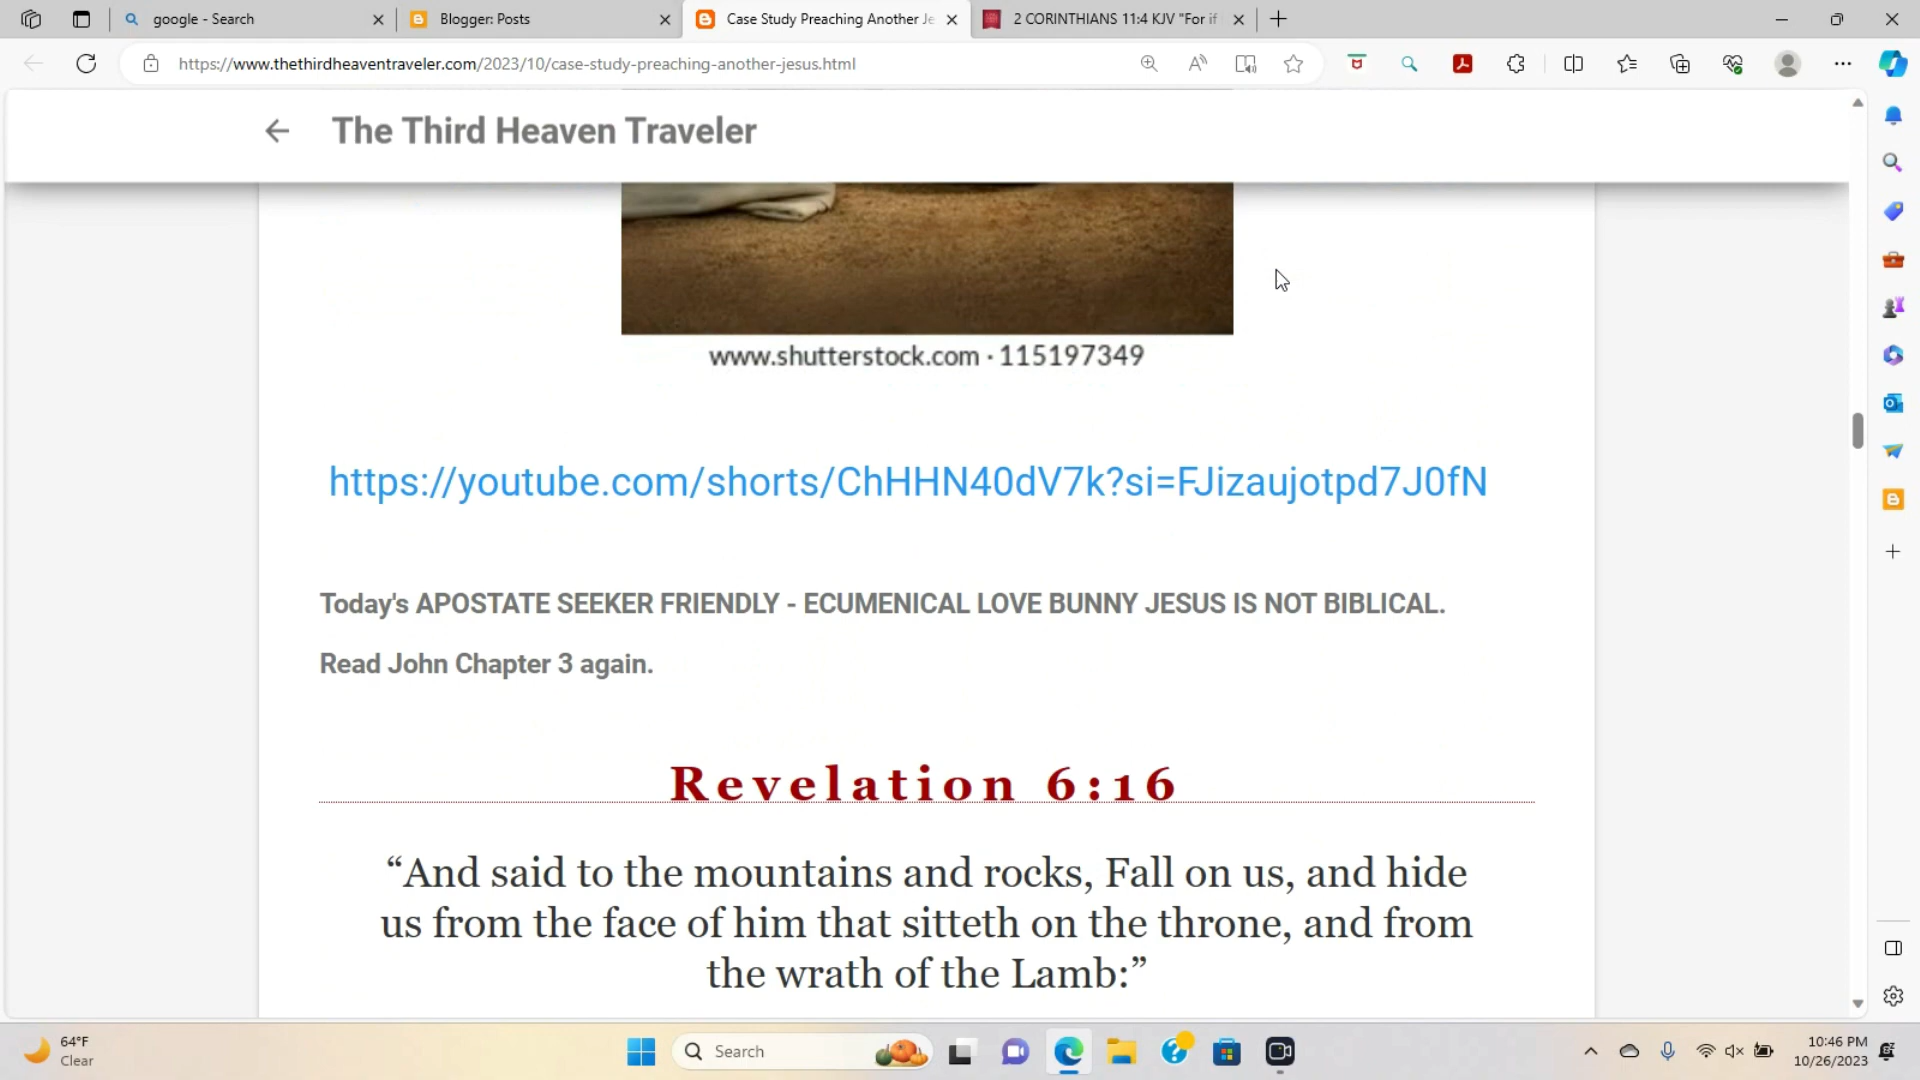 google - Search
Blogger: Posts
Case Study Preaching Another Je
2 CORINTHIANS 11:4 KJV "For if
https://www.thethirdheaventraveler.com/2023/10/case-study-preaching-another-jesus.html
The Third Heaven Traveler
www.shutterstock.com · 115197349
https://youtube.com/shorts/ChHHN40dV7k?si=FJizaujotpd7J0fN
Today's APOSTATE SEEKER FRIENDLY - ECUMENICAL LOVE BUNNY JESUS IS NOT BIBLICAL.
Read John Chapter 3 again.
Revelation 6:16
“And said to the mountains and rocks, Fall on us, and hide
us from the face of him that sitteth on the throne, and from
the wrath of the Lamb:”
64°F
Clear
Search
10:46 PM
10/26/2023